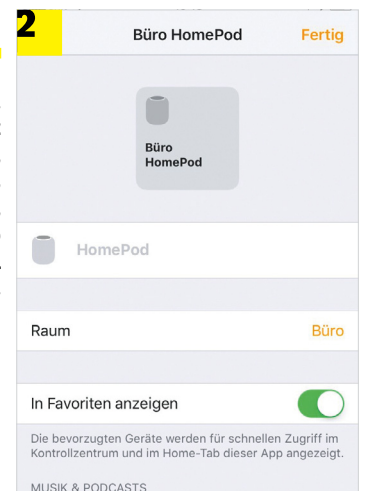 2
Büro HomePod
Fertig
Büro
HomePod
HomePod
Raum
Büro
In Favoriten anzeigen
Die bevorzugten Geräte werden für schnellen Zugriff im
Kontrollzentrum und im Home-Tab dieser App angezeigt.
MUSIK & PODCASTS